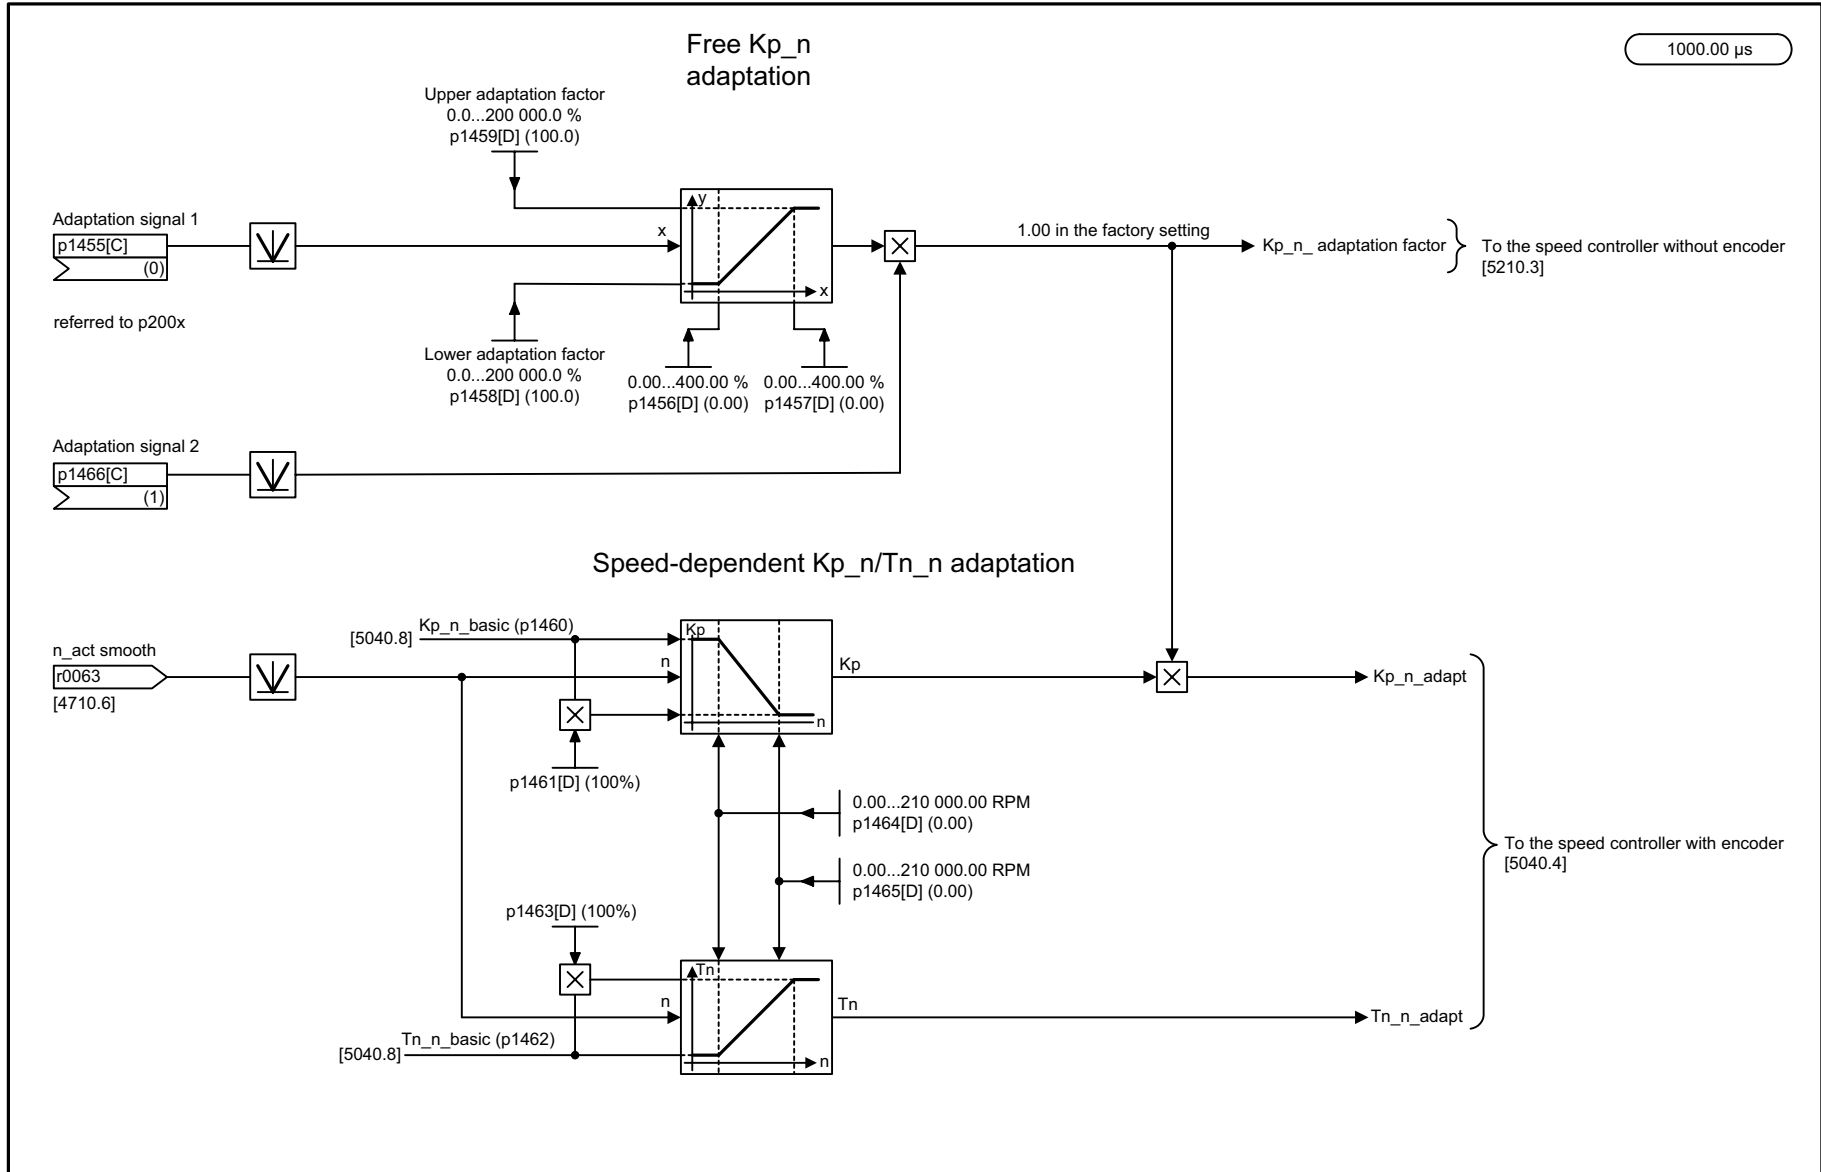 Free Kp_n
adaptation
1000.00 µs
Upper adaptation factor
0.0...200 000.0 %
p1459[D] (100.0)
Adaptation signal 1
p1455[C]
(0)
referred to p200x
y
x
x
1.00 in the factory setting
Kp_n_ adaptation factor
To the speed controller without encoder
[5210.3]
Lower adaptation factor
0.0...200 000.0 %
p1458[D] (100.0)
0.00...400.00 %
p1456[D] (0.00)
0.00...400.00 %
p1457[D] (0.00)
Adaptation signal 2
p1466[C]
(1)
Speed-dependent Kp_n/Tn_n adaptation
n_act smooth
r0063
[4710.6]
[5040.8]
Kp_n_basic (p1460)
Kp
n
n
Kp
Kp_n_adapt
p1461[D] (100%)
0.00...210 000.00 RPM
p1464[D] (0.00)
0.00...210 000.00 RPM
p1465[D] (0.00)
To the speed controller with encoder
[5040.4]
p1463[D] (100%)
Tn
n
n
Tn
Tn_n_adapt
[5040.8]
Tn_n_basic (p1462)